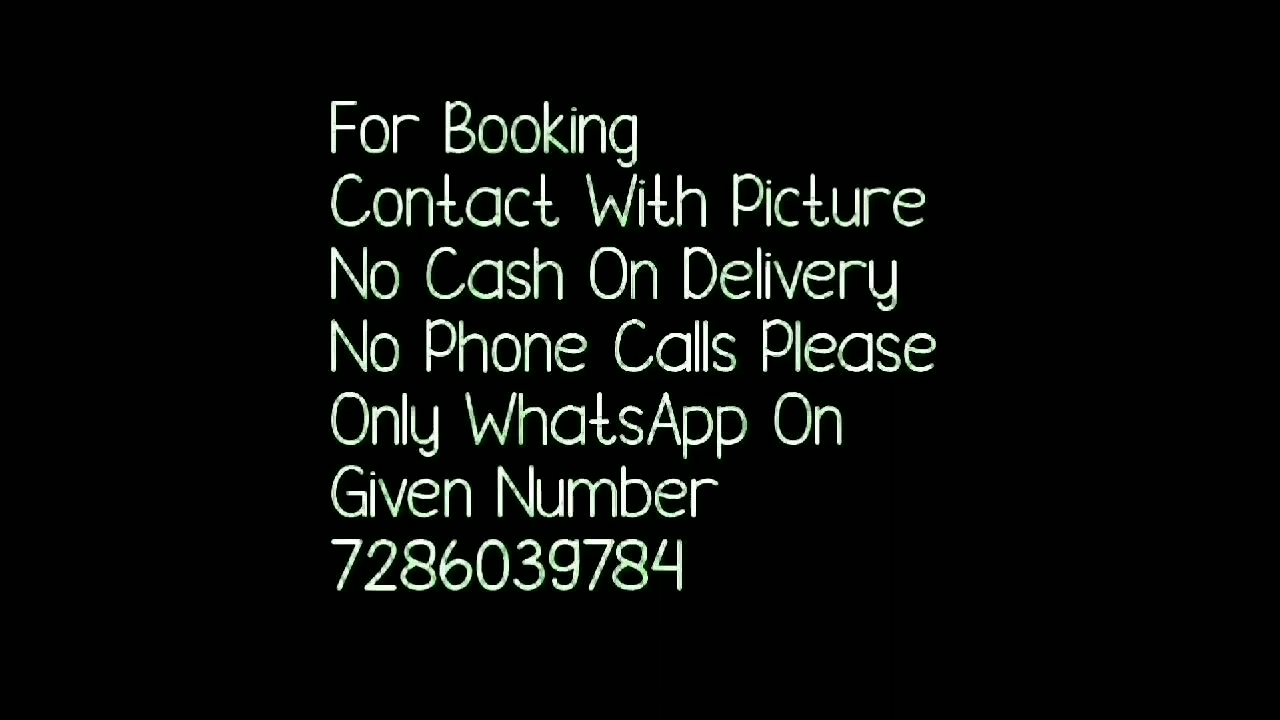 For Booking
Contact With Picture
No Cash On Delivery
No Phone Calls Please
Only WhatsApp On
Given Number
7286039784